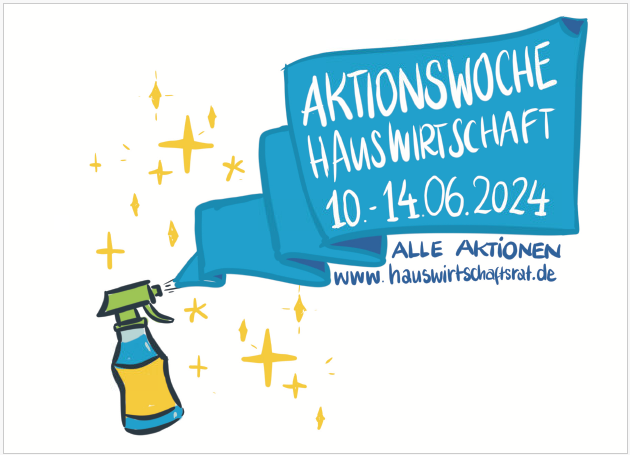 AKTIONSWOCHE
HAUSWIRTSCHAFT
10.-14.06.2024
ALLE AKTIONEN
www.hauswirtschaftsrat.de